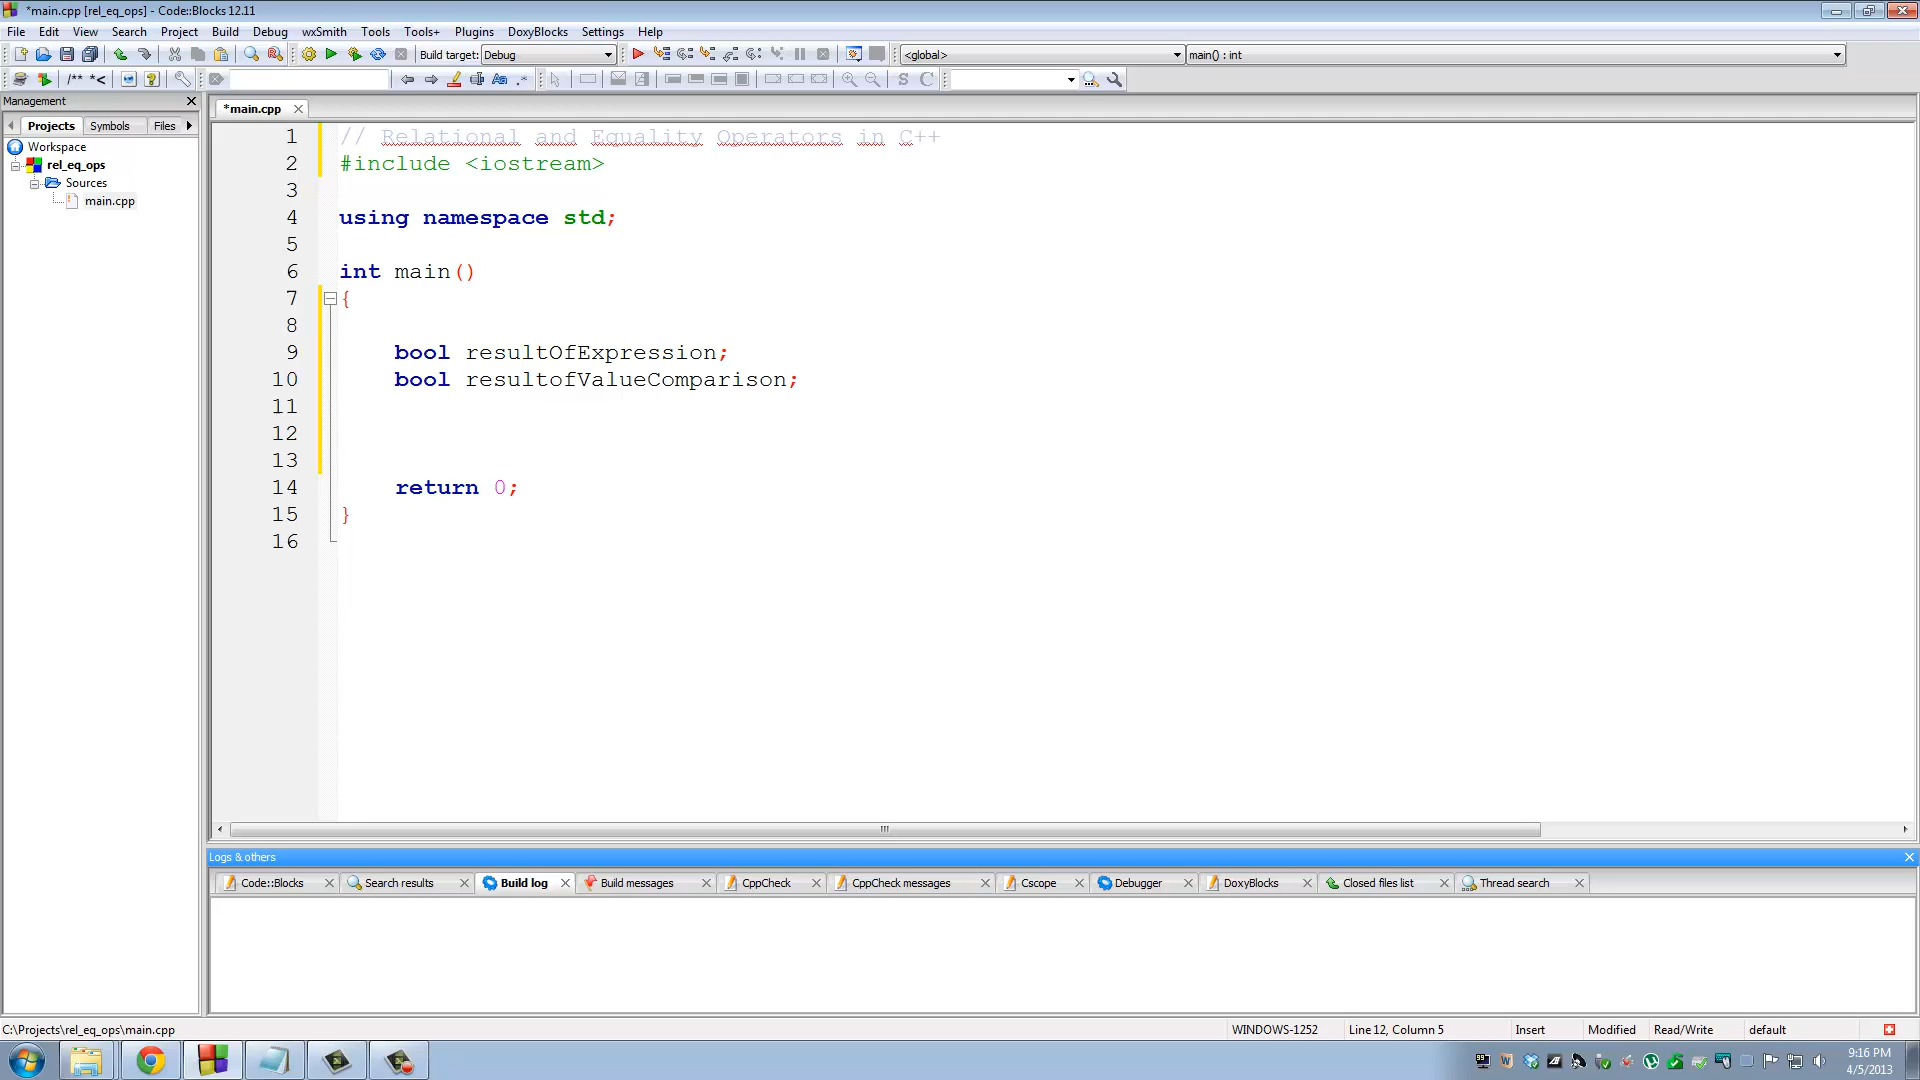 *main.cpp [rel_eq_ops] - Code::Blocks 12.11
File Edit View Search Project Build Debug wxSmith Tools Tools+ Plugins DoxyBlocks Settings Help
Build target: Debug <global> main() : int
/** *< Aa .* S C
Management
Projects Symbols Files
Workspace
rel_eq_ops
Sources
main.cpp
*main.cpp
1 // Relational and Equality Operators in C++
2 #include <iostream>
3
4 using namespace std;
5
6 int main()
7 {
8
9 bool resultOfExpression;
10 bool resultofValueComparison;
11
12
13
14 return 0;
15 }
16
Logs & others
Code::Blocks Search results Build log Build messages CppCheck CppCheck messages Cscope Debugger DoxyBlocks Closed files list Thread search
C:\Projects\rel_eq_ops\main.cpp WINDOWS-1252 Line 12, Column 5 Insert Modified Read/Write default
9:16 PM
4/5/2013